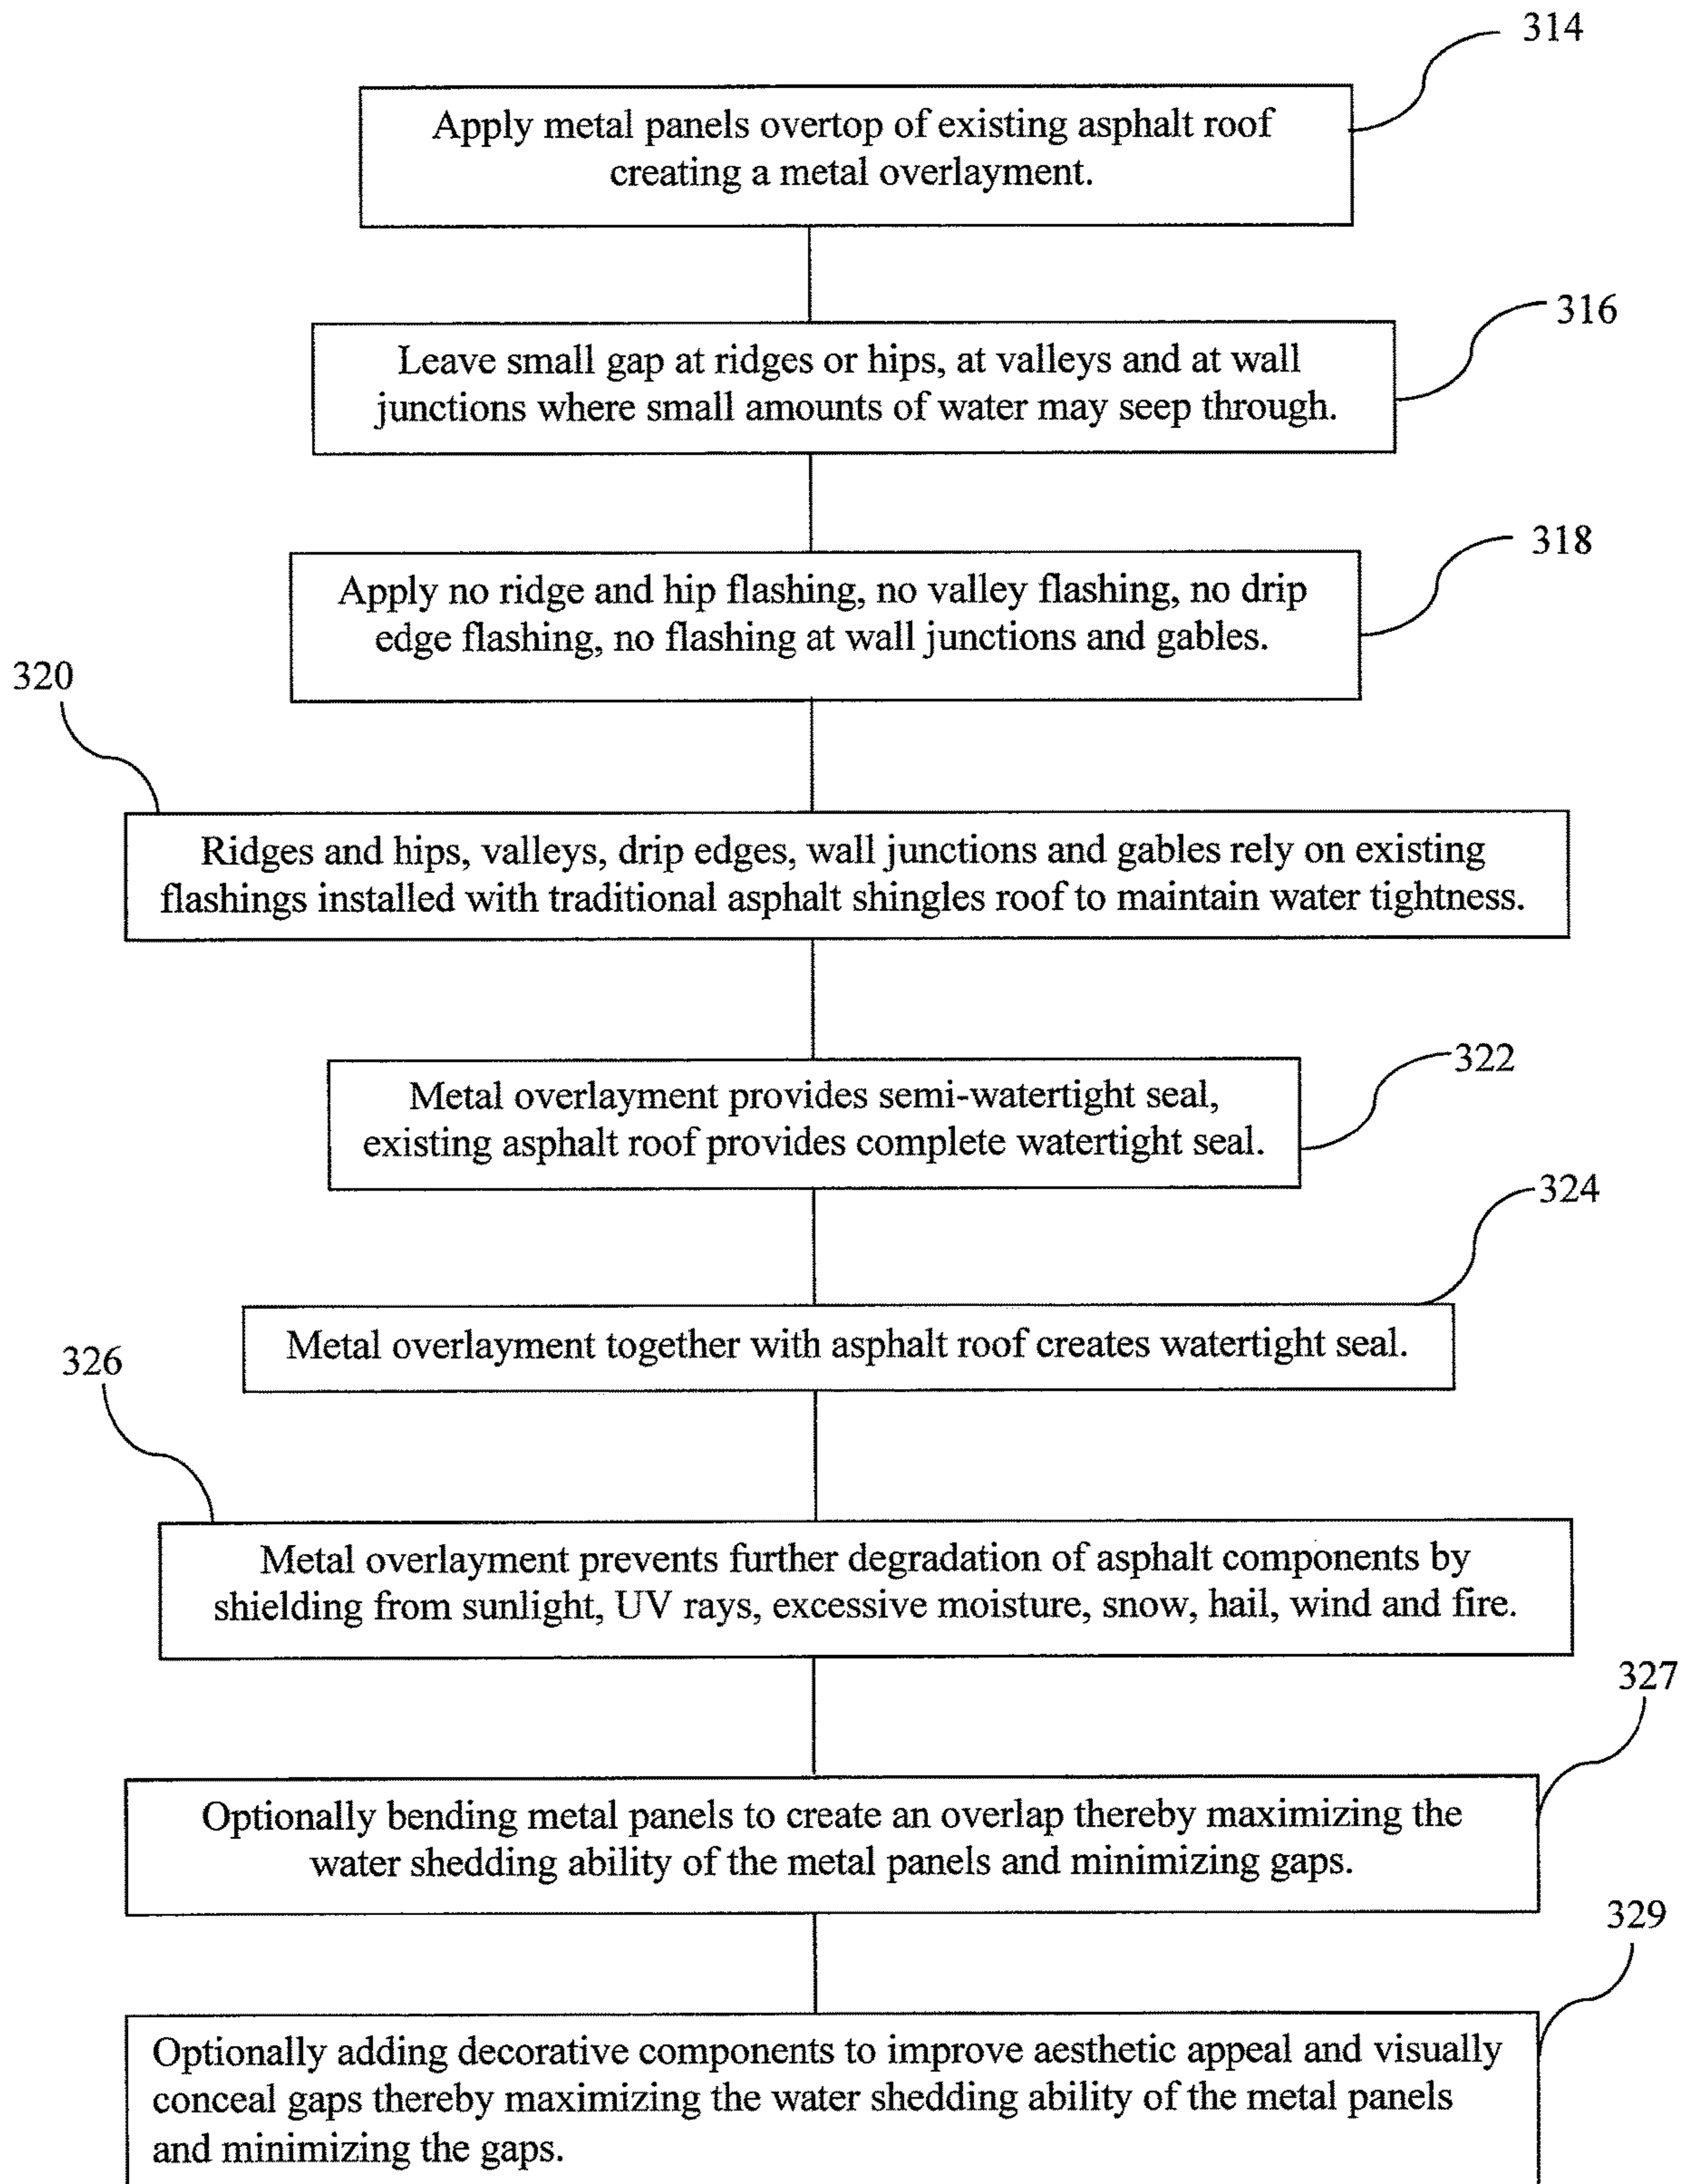 314
Apply metal panels overtop of existing asphalt roof
creating a metal overlayment.
316
Leave small gap at ridges or hips, at valleys and at wall
junctions where small amounts of water may seep through.
318
Apply no ridge and hip flashing, no valley flashing, no drip
edge flashing, no flashing at wall junctions and gables.
320
Ridges and hips, valleys, drip edges, wall junctions and gables rely on existing
flashings installed with traditional asphalt shingles roof to maintain water tightness.
322
Metal overlayment provides semi-watertight seal,
existing asphalt roof provides complete watertight seal.
324
Metal overlayment together with asphalt roof creates watertight seal.
326
Metal overlayment prevents further degradation of asphalt components by
shielding from sunlight, UV rays, excessive moisture, snow, hail, wind and fire.
327
Optionally bending metal panels to create an overlap thereby maximizing the
water shedding ability of the metal panels and minimizing gaps.
329
Optionally adding decorative components to improve aesthetic appeal and visually
conceal gaps thereby maximizing the water shedding ability of the metal panels
and minimizing the gaps.